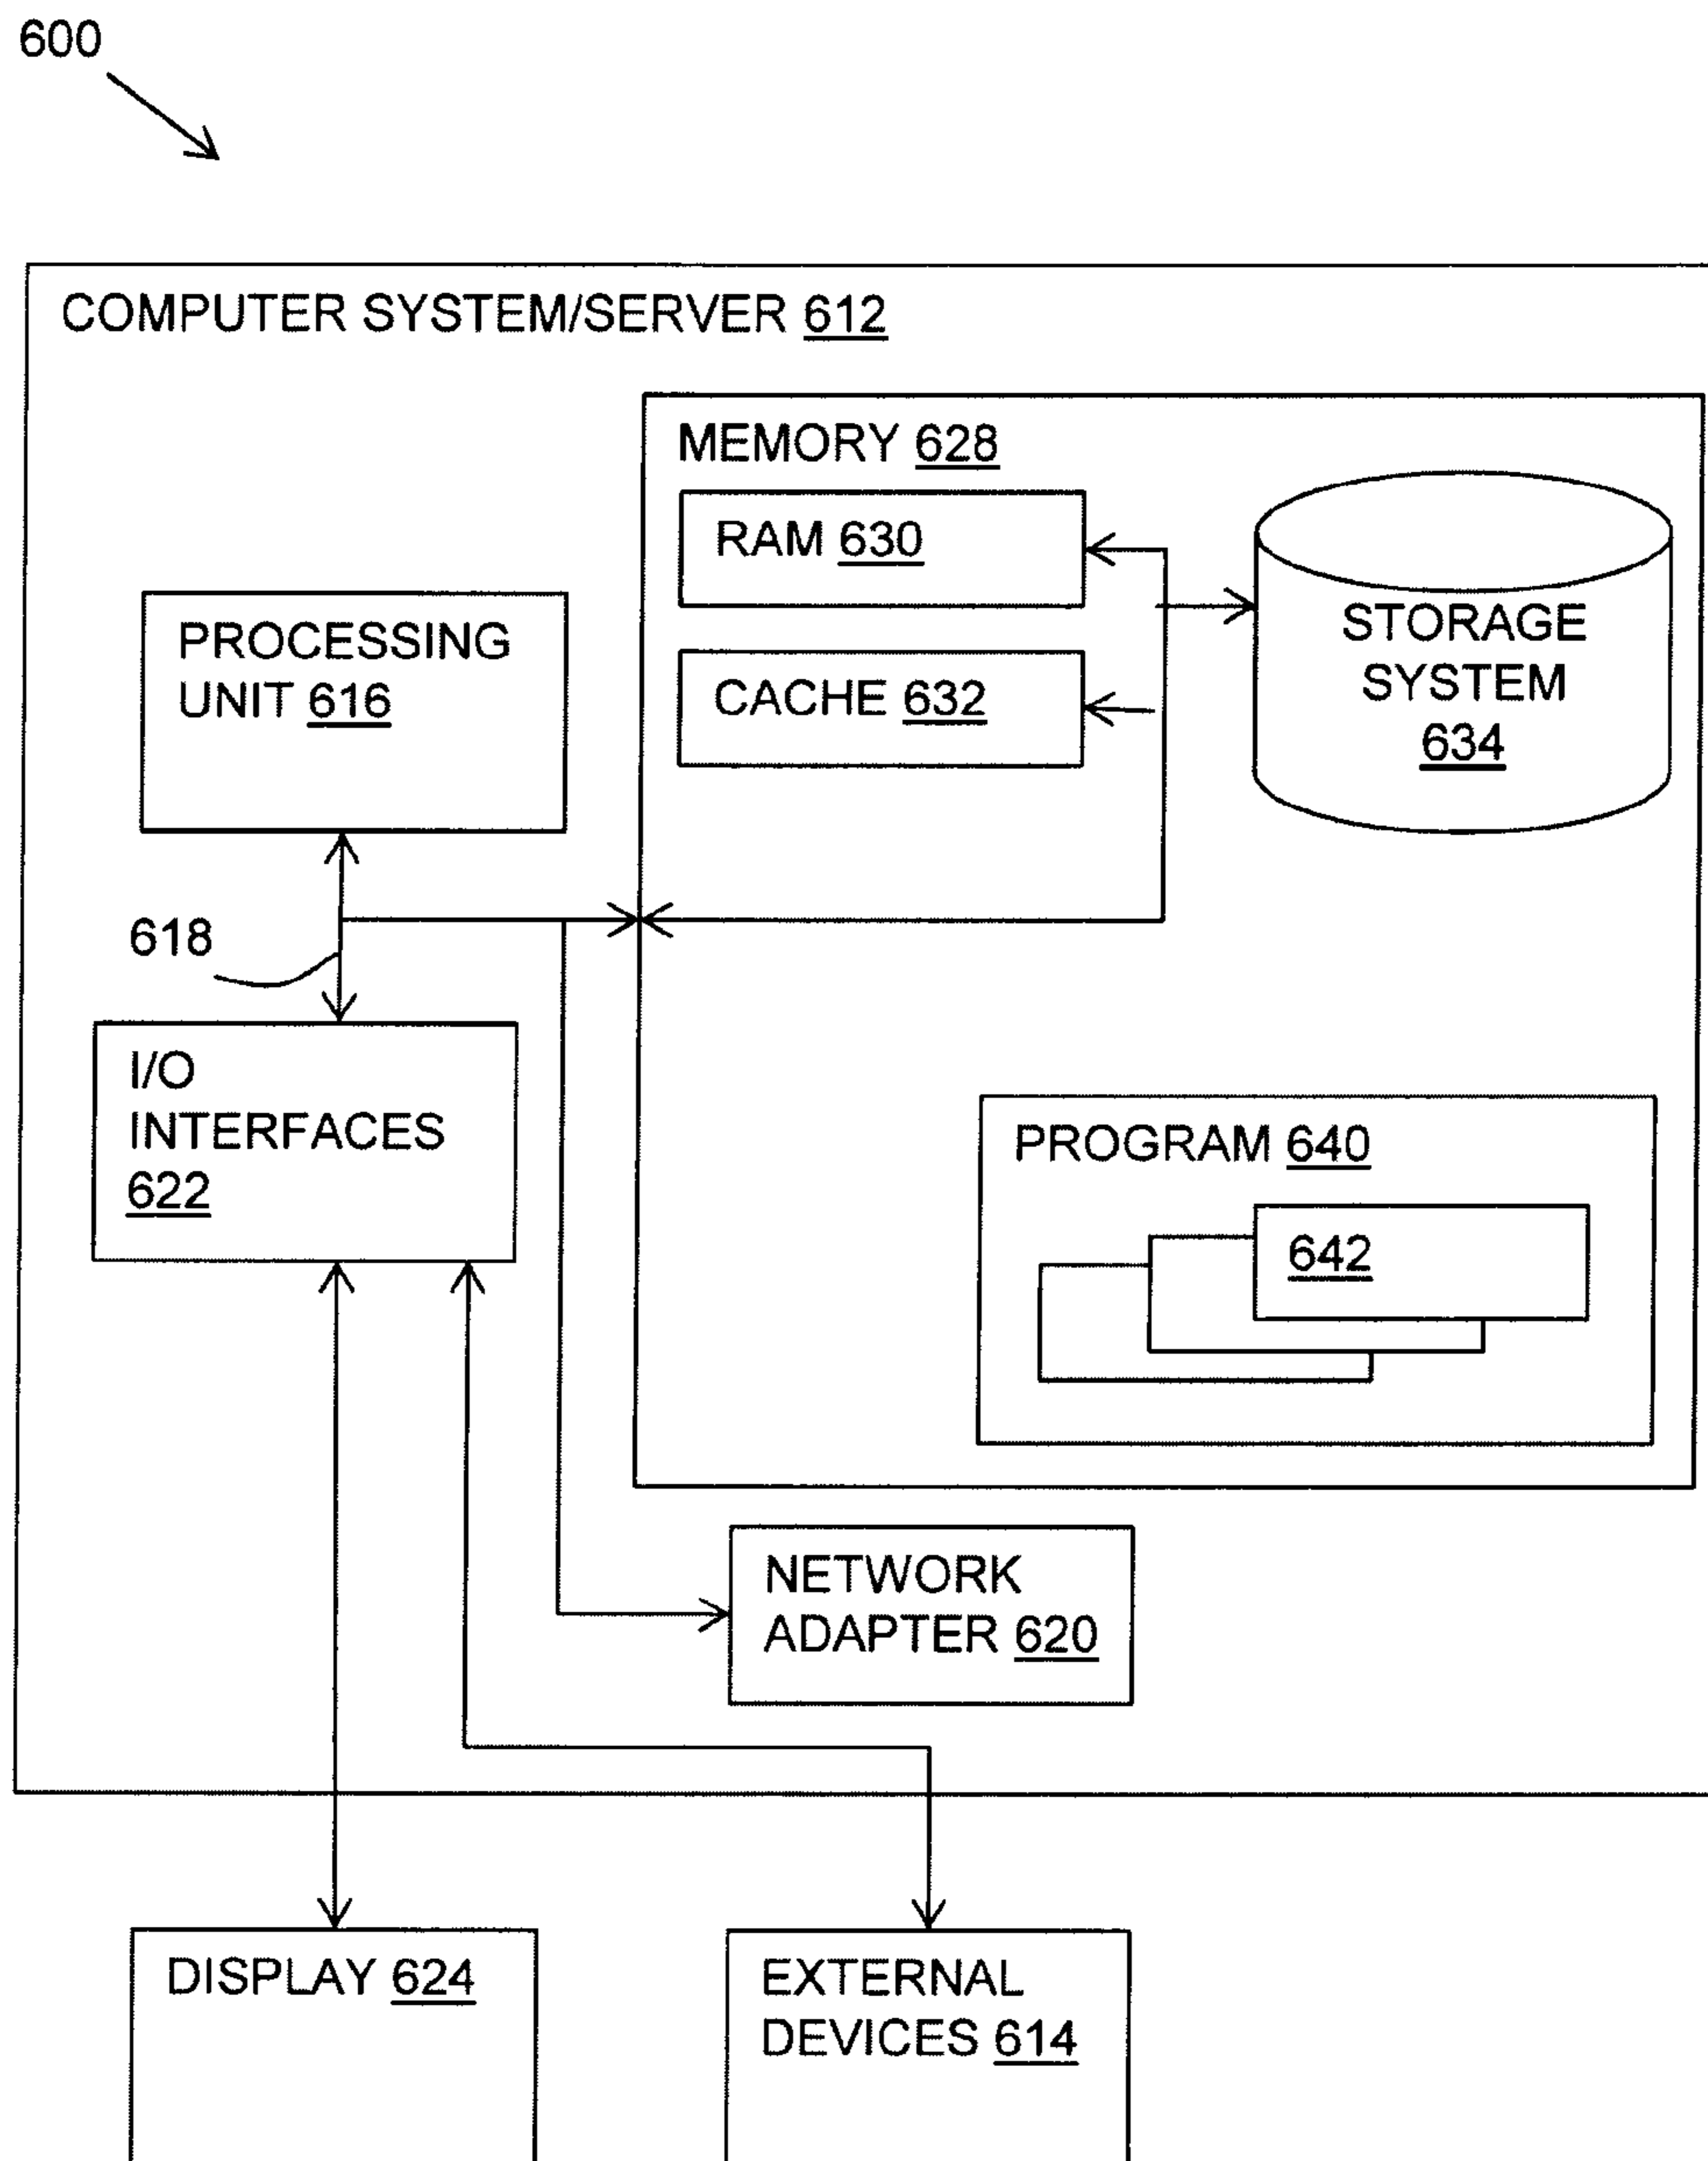 600
COMPUTER SYSTEM/SERVER 612
MEMORY 628
RAM 630
CACHE 632
STORAGE
SYSTEM
634
PROCESSING
UNIT 616
618
I/O
INTERFACES
622
PROGRAM 640
642
NETWORK
ADAPTER 620
DISPLAY 624
EXTERNAL
DEVICES 614